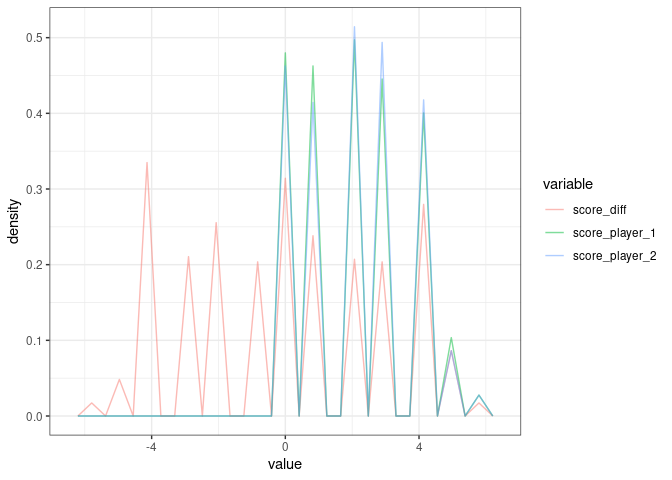 0.5
0.4
0.3
0.2
0.1
0.0
density
-4
0
4
value
variable
score_diff
score_player_1
score_player_2